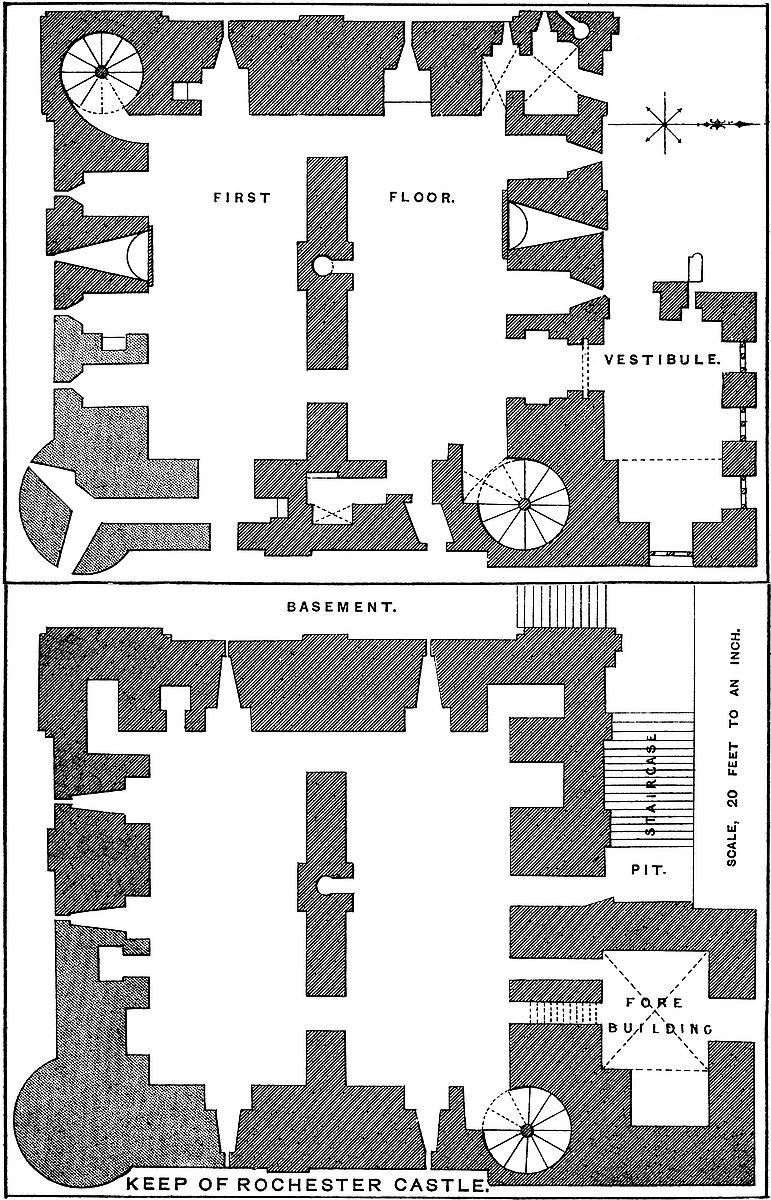 FIRST FLOOR.
VESTIBULE.
BASEMENT.
STAIRCASE
SCALE, 20 FEET TO AN INCH.
PIT.
FORE
BUILDING
KEEP OF ROCHESTER CASTLE.